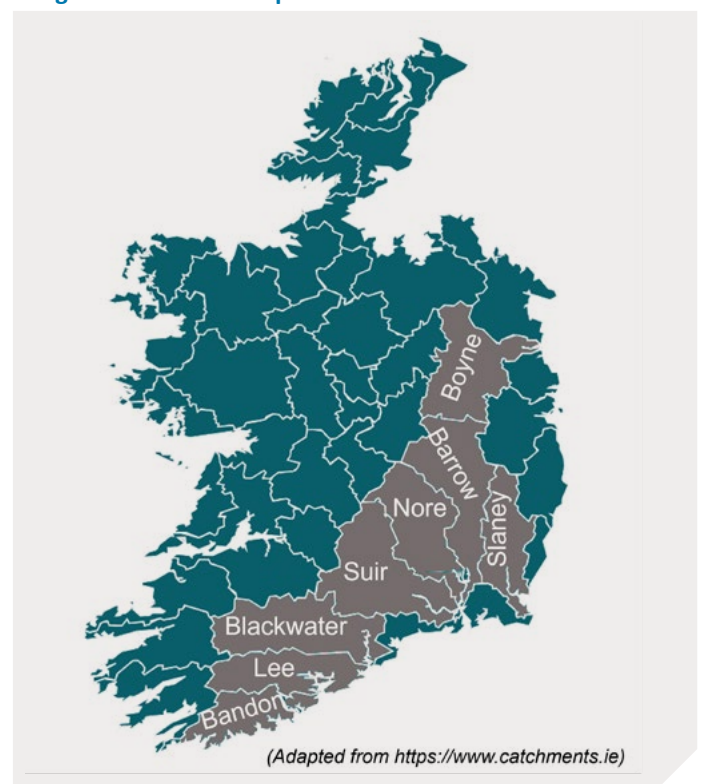 Boyne
Barrow
Nore
Slaney
Suir
Blackwater
Lee
Bandon
(Adapted from https://www.catchments.ie)